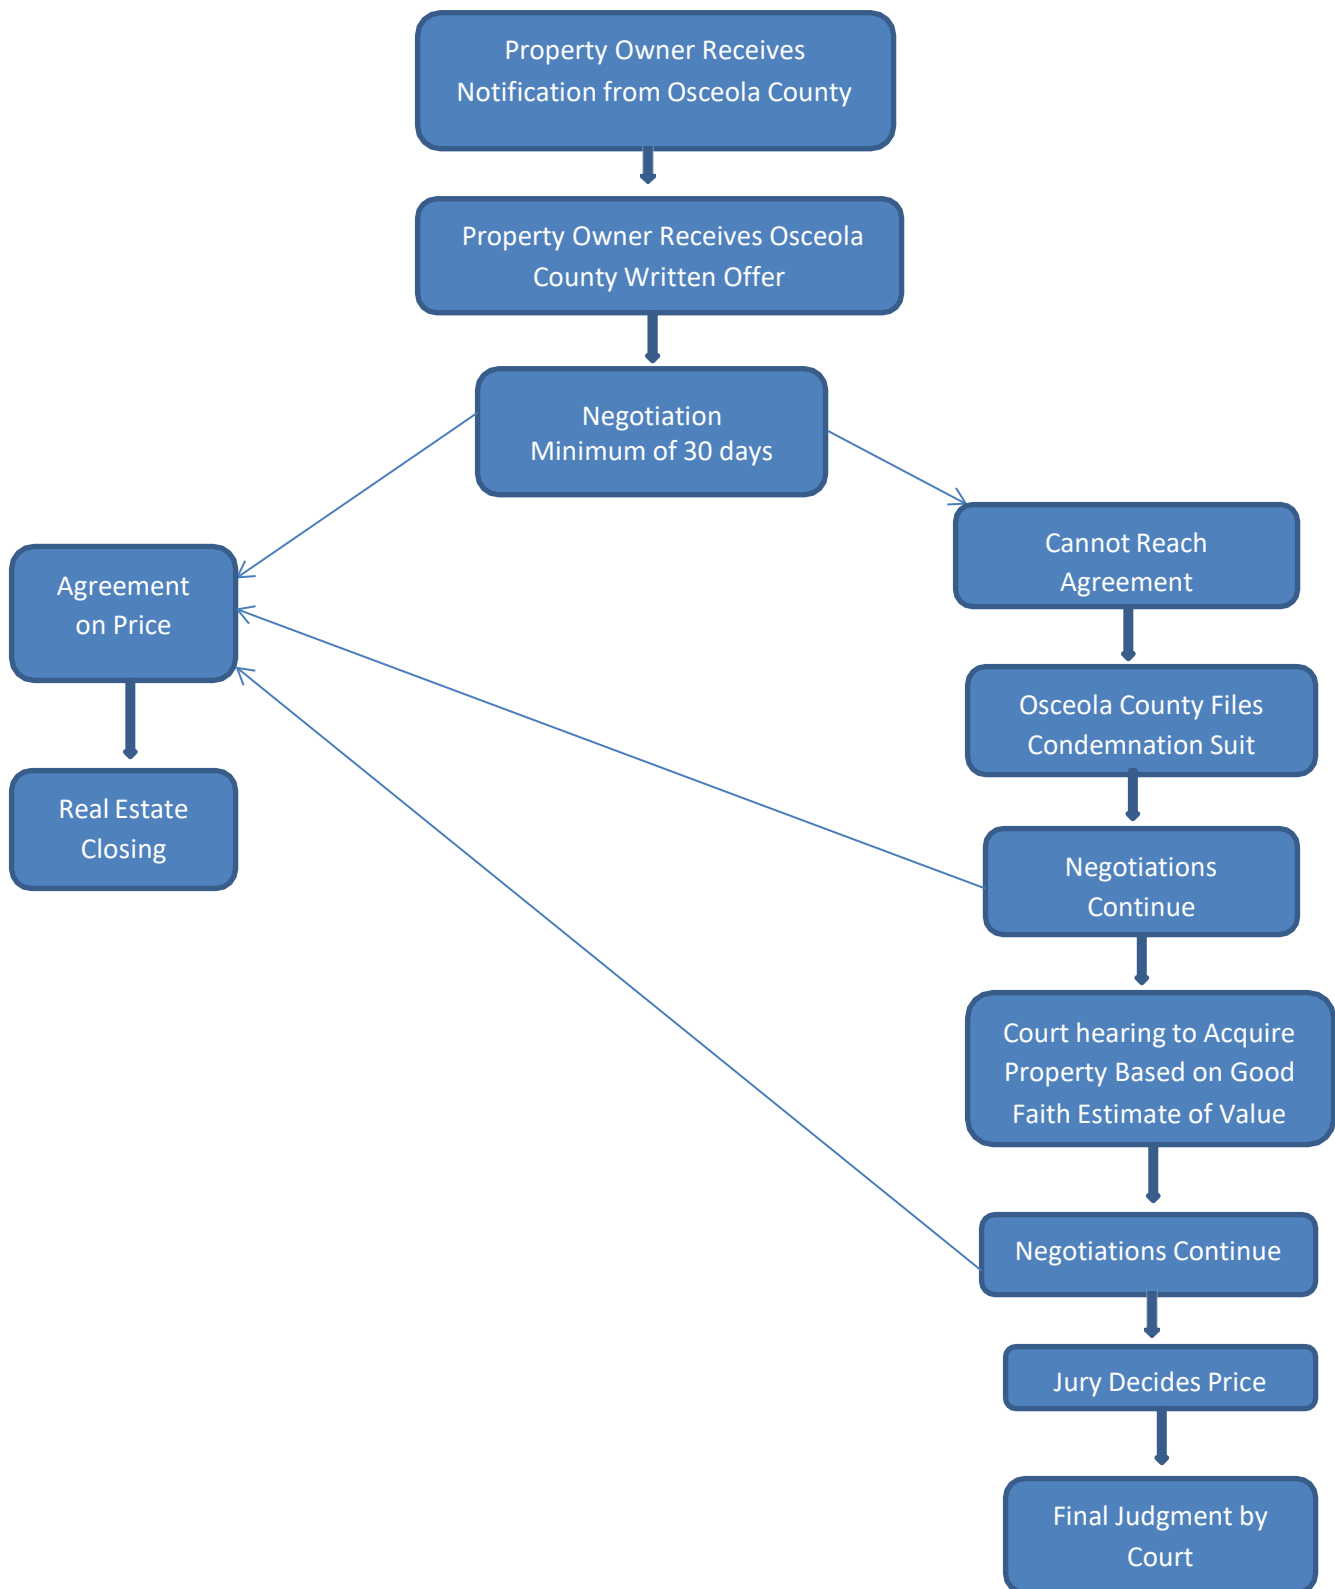 Property Owner Receives
Notification from Osceola County
Property Owner Receives Osceola
County Written Offer
Negotiation
Minimum of 30 days
Cannot Reach
Agreement
Agreement
on Price
Osceola County Files
Condemnation Suit
Real Estate
Closing
Negotiations
Continue
Court hearing to Acquire
Property Based on Good
Faith Estimate of Value
Negotiations Continue
Jury Decides Price
Final Judgment by
Court